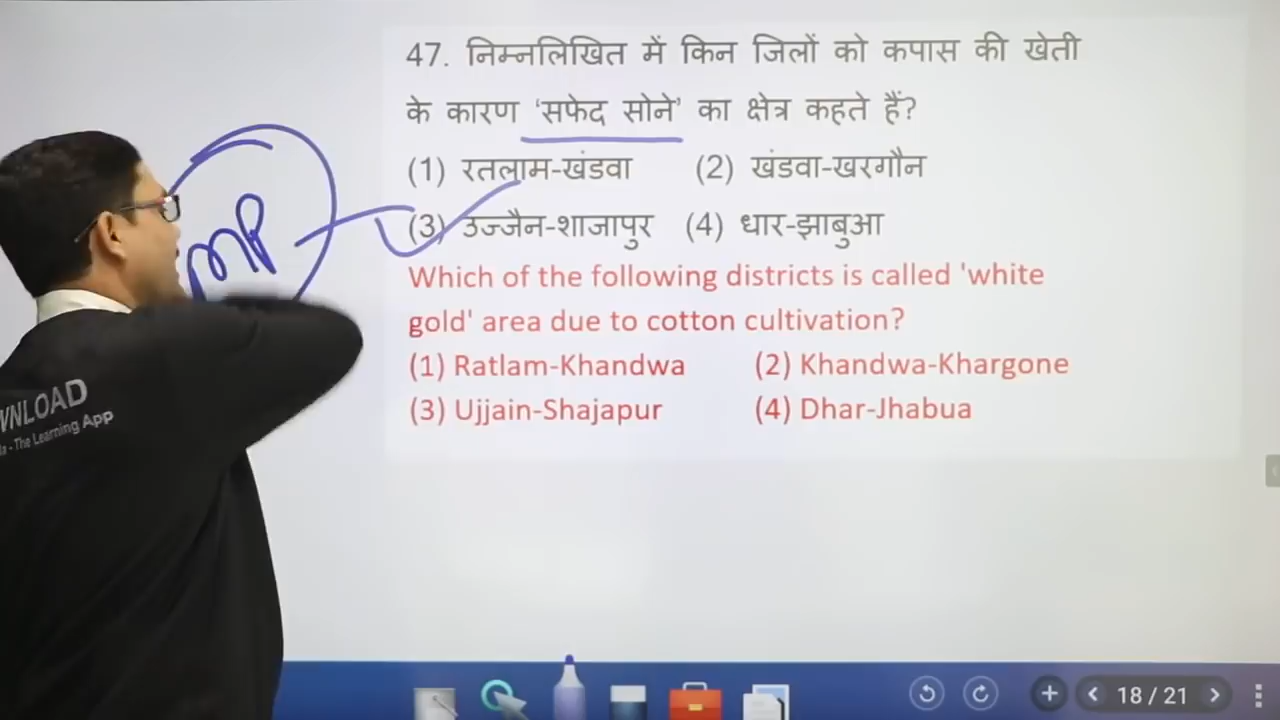 47. निम्नलिखित में किन जिलों को कपास की खेती
के कारण ‘सफेद सोने’ का क्षेत्र कहते हैं?
(1) रतलाम-खंडवा (2) खंडवा-खरगौन
(3) उज्जैन-शाजापुर (4) धार-झाबुआ
MP
Which of the following districts is called 'white
gold' area due to cotton cultivation?
(1) Ratlam-Khandwa (2) Khandwa-Khargone
(3) Ujjain-Shajapur (4) Dhar-Jhabua
The Learning App
18 / 21